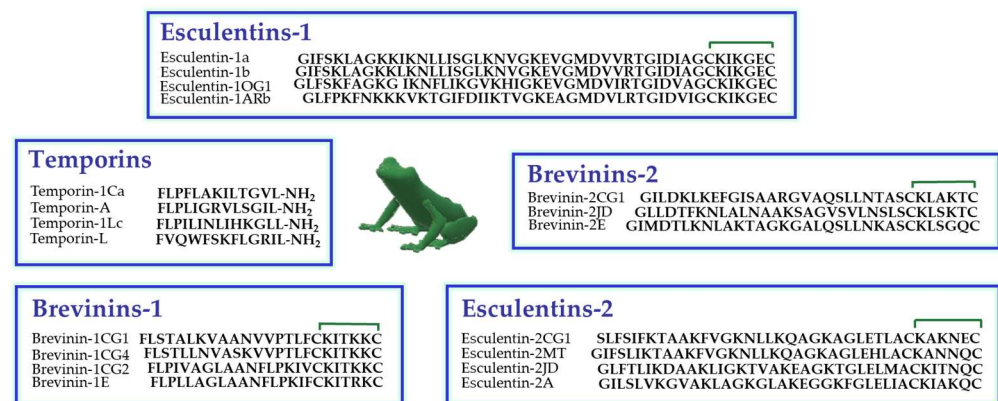 Esculentins-1
Esculentin-1a GIFSKLAGKKIKNLLISGLKNVGKEVGMDVVRTGIDIAGCKIKGEC
Esculentin-1b GIFSKLAGKKLKNLLISGLKNVGKEVGMDVVRTGIDIAGCKIKGEC
Esculentin-1OG1 GLFSKFAGKG IKNFLIKGVKHIGKEVGMDVIRTGIDVAGCKIKGEC
Esculentin-1ARb GLFPKFNKKKVKTGIFDIIKTVGKEAGMDVLRTGIDVIGCKIKGEC
Temporins
Temporin-1Ca FLPFLAKILTGVL-NH₂
Temporin-A FLPLIGRVLSGIL-NH₂
Temporin-1Lc FLPILINLIHKGLL-NH₂
Temporin-L FVQWFSKFLGRIL-NH₂
Brevinins-2
Brevinin-2CG1 GILDKLKEFGISAARGVAQSLLNTASCKLAKTC
Brevinin-2JD GLLDTFKNLALNAAKSAGVSVLNSLSCKLSKTC
Brevinin-2E GIMDTLKNLAKTAGKGALQSLLNKASCKLSGQC
Brevinins-1
Brevinin-1CG1 FLSTALKVAANVVPTLFCKITKKC
Brevinin-1CG4 FLSTLLNVASKVVPTLFCKITKKC
Brevinin-1CG2 FLPIVAGLAANFLPKIVCKITKKC
Brevinin-1E FLPLLAGLAANFLPKIFCKITRKC
Esculentins-2
Esculentin-2CG1 SLFSIFKTAAKFVGKNLLKQAGKAGLETLACKAKNEC
Esculentin-2MT GIFSLIKTAAKFVGKNLLKQAGKAGLEHLACKANNQC
Esculentin-2JD GLFTLIKDAAKLIGKTVAKEAGKTGLELMACKITNQC
Esculentin-2A GILSLVKGVAKLAGKGLAKEGGKFGLELIACKIAKQC